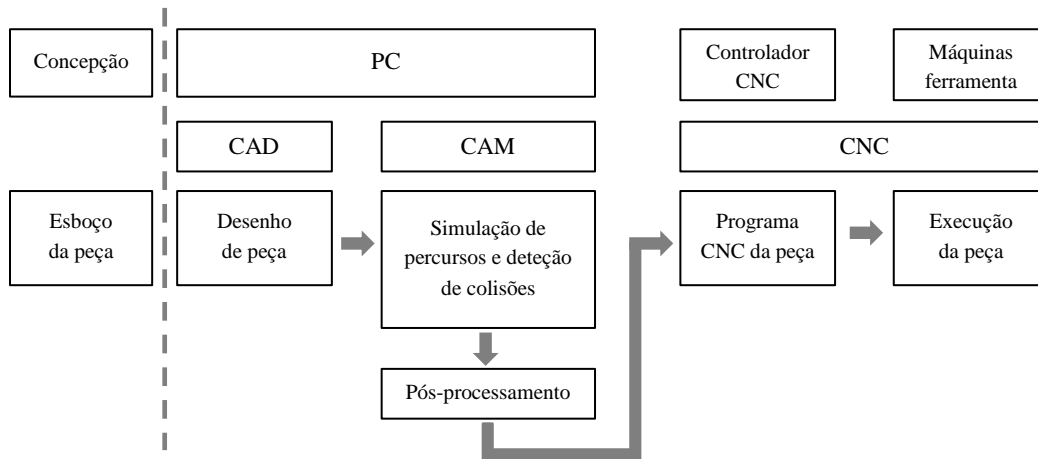 Concepção
PC
Controlador
CNC
Máquinas
ferramenta
CAD
CAM
CNC
Esboço
da peça
Desenho
de peça
Simulação de
percursos e deteção
de colisões
Programa
CNC da peça
Execução
da peça
Pós-processamento